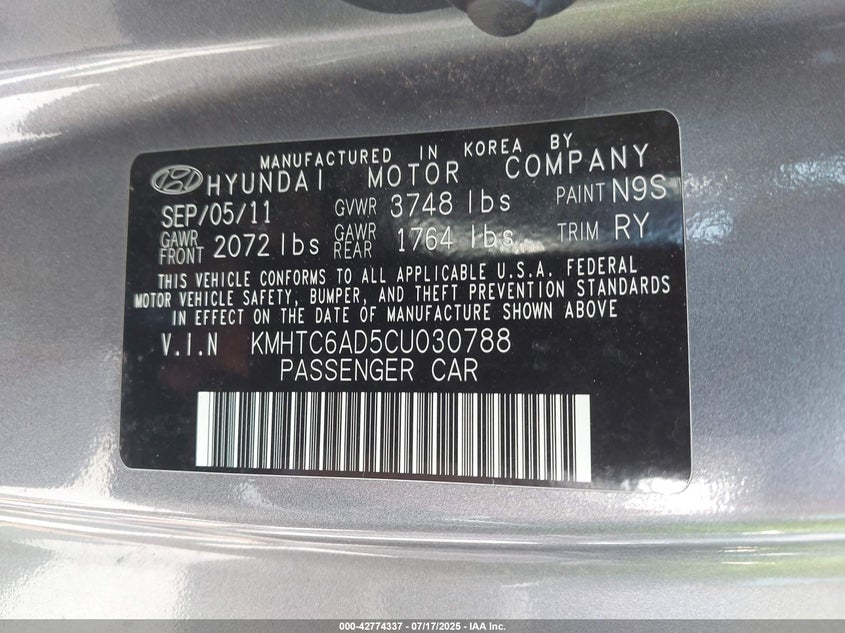 MANUFACTURED IN KOREA BY
HYUNDAI MOTOR COMPANY
SEP/05/11 GVWR 3748 lbs PAINT N9S
GAWR FRONT 2072 lbs GAWR REAR 1764 lbs TRIM RY
THIS VEHICLE CONFORMS TO ALL APPLICABLE U.S.A. FEDERAL
MOTOR VEHICLE SAFETY, BUMPER, AND THEFT PREVENTION STANDARDS
IN EFFECT ON THE DATE OF MANUFACTURE SHOWN ABOVE
V.I.N KMHTC6AD5CU030788
PASSENGER CAR
000-42774337 / 07/17/2025 - IAA Inc.